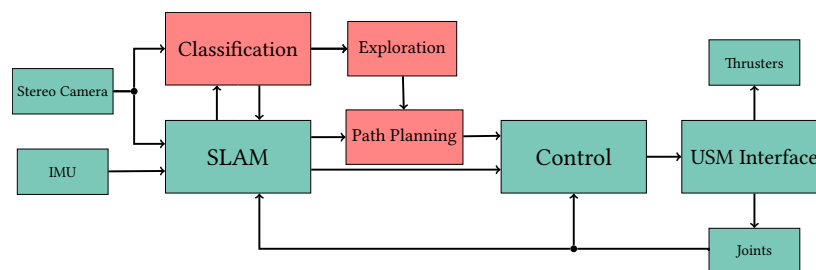 Classification
Exploration
Thrusters
Stereo Camera
Path Planning
SLAM
Control
USM Interface
IMU
Joints